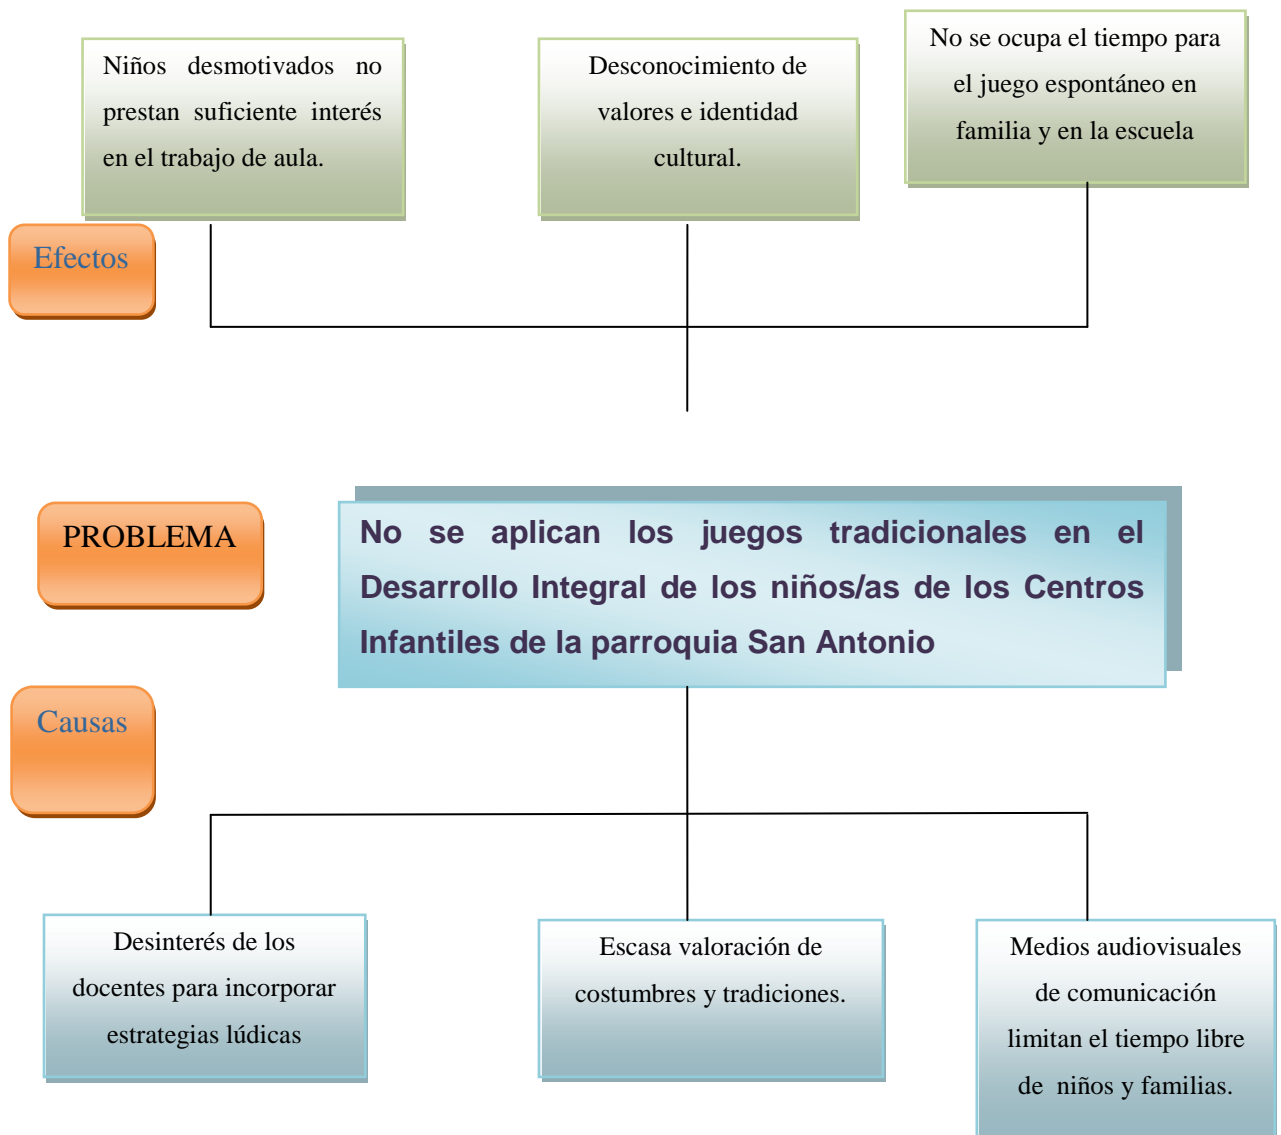 Niños desmotivados no
prestan suficiente interés
en el trabajo de aula.
Desconocimiento de
valores e identidad
cultural.
No se ocupa el tiempo para
el juego espontáneo en
familia y en la escuela
Efectos
PROBLEMA
No se aplican los juegos tradicionales en el
Desarrollo Integral de los niños/as de los Centros
Infantiles de la parroquia San Antonio
Causas
Desinterés de los
docentes para incorporar
estrategias lúdicas
Escasa valoración de
costumbres y tradiciones.
Medios audiovisuales
de comunicación
limitan el tiempo libre
de niños y familias.